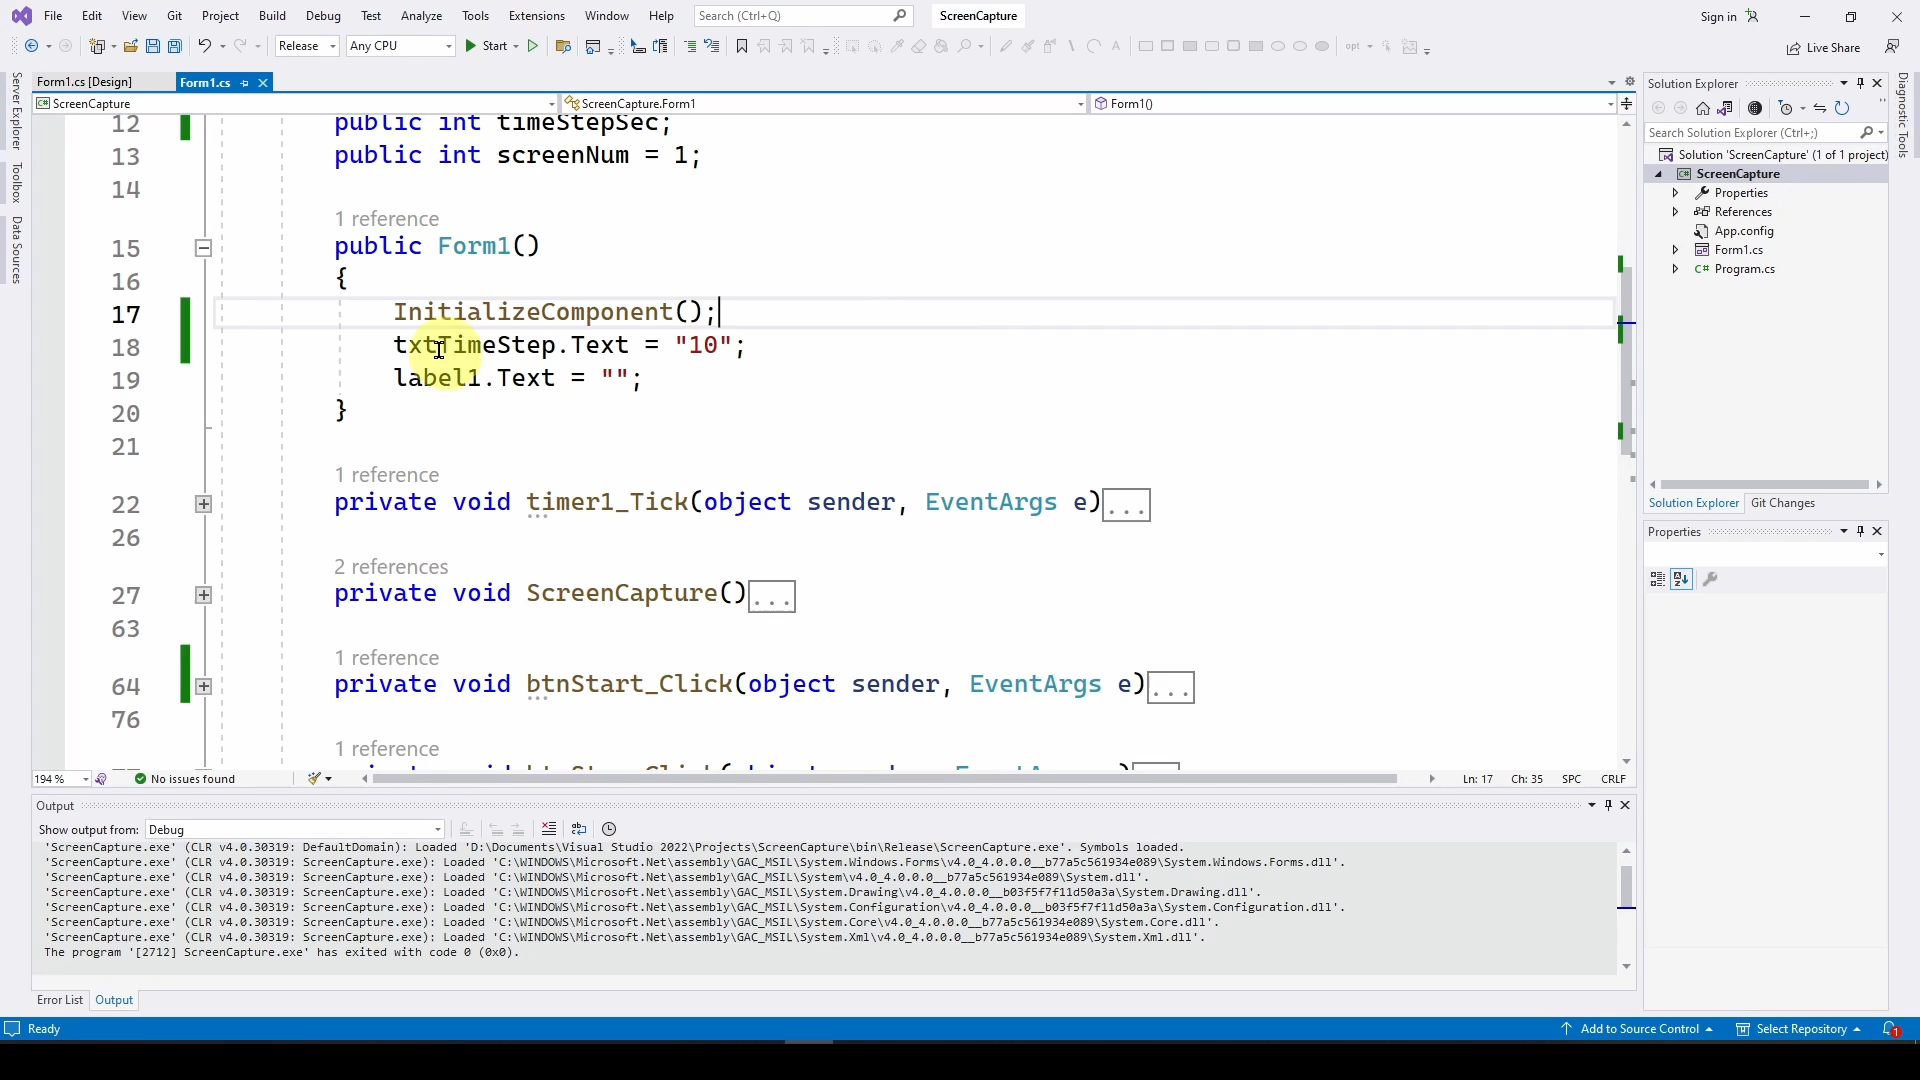 File Edit View Git Project Build Debug Test Analyze Tools Extensions Window Help Search (Ctrl+Q) ScreenCapture Sign in
Release Any CPU Start Live Share
Form1.cs [Design] Form1.cs
ScreenCapture ScreenCapture.Form1 Form1()
12 public int timeStepSec;
13 public int screenNum = 1;
14
1 reference
15 public Form1()
16 {
17 InitializeComponent();
18 txtTimeStep.Text = "10";
19 label1.Text = "";
20 }
21
1 reference
22 private void timer1_Tick(object sender, EventArgs e)...
26
2 references
27 private void ScreenCapture()...
63
1 reference
64 private void btnStart_Click(object sender, EventArgs e)...
76
1 reference
194 % No issues found Ln: 17 Ch: 35 SPC CRLF
Output
Show output from: Debug
'ScreenCapture.exe' (CLR v4.0.30319: DefaultDomain): Loaded 'D:\Documents\Visual Studio 2022\Projects\ScreenCapture\bin\Release\ScreenCapture.exe'. Symbols loaded.
'ScreenCapture.exe' (CLR v4.0.30319: ScreenCapture.exe): Loaded 'C:\WINDOWS\Microsoft.Net\assembly\GAC_MSIL\System.Windows.Forms\v4.0_4.0.0.0__b77a5c561934e089\System.Windows.Forms.dll'.
'ScreenCapture.exe' (CLR v4.0.30319: ScreenCapture.exe): Loaded 'C:\WINDOWS\Microsoft.Net\assembly\GAC_MSIL\System\v4.0_4.0.0.0__b77a5c561934e089\System.dll'.
'ScreenCapture.exe' (CLR v4.0.30319: ScreenCapture.exe): Loaded 'C:\WINDOWS\Microsoft.Net\assembly\GAC_MSIL\System.Drawing\v4.0_4.0.0.0__b03f5f7f11d50a3a\System.Drawing.dll'.
'ScreenCapture.exe' (CLR v4.0.30319: ScreenCapture.exe): Loaded 'C:\WINDOWS\Microsoft.Net\assembly\GAC_MSIL\System.Configuration\v4.0_4.0.0.0__b03f5f7f11d50a3a\System.Configuration.dll'.
'ScreenCapture.exe' (CLR v4.0.30319: ScreenCapture.exe): Loaded 'C:\WINDOWS\Microsoft.Net\assembly\GAC_MSIL\System.Core\v4.0_4.0.0.0__b77a5c561934e089\System.Core.dll'.
'ScreenCapture.exe' (CLR v4.0.30319: ScreenCapture.exe): Loaded 'C:\WINDOWS\Microsoft.Net\assembly\GAC_MSIL\System.Xml\v4.0_4.0.0.0__b77a5c561934e089\System.Xml.dll'.
The program '[2712] ScreenCapture.exe' has exited with code 0 (0x0).
Error List Output
Ready Add to Source Control Select Repository 1
Server Explorer
Toolbox
Data Sources
Solution Explorer
Search Solution Explorer (Ctrl+;)
Solution 'ScreenCapture' (1 of 1 project)
C# ScreenCapture
Properties
References
App.config
Form1.cs
C# Program.cs
Solution Explorer Git Changes
Properties
Diagnostic Tools